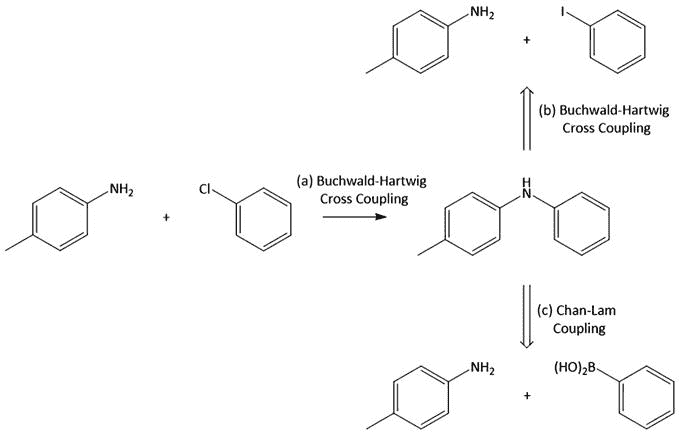 NH2
+
I
(b) Buchwald-Hartwig
Cross Coupling
NH2
+
Cl
(a) Buchwald-Hartwig
Cross Coupling
H
N
(c) Chan-Lam
Coupling
NH2
+
(HO)2B